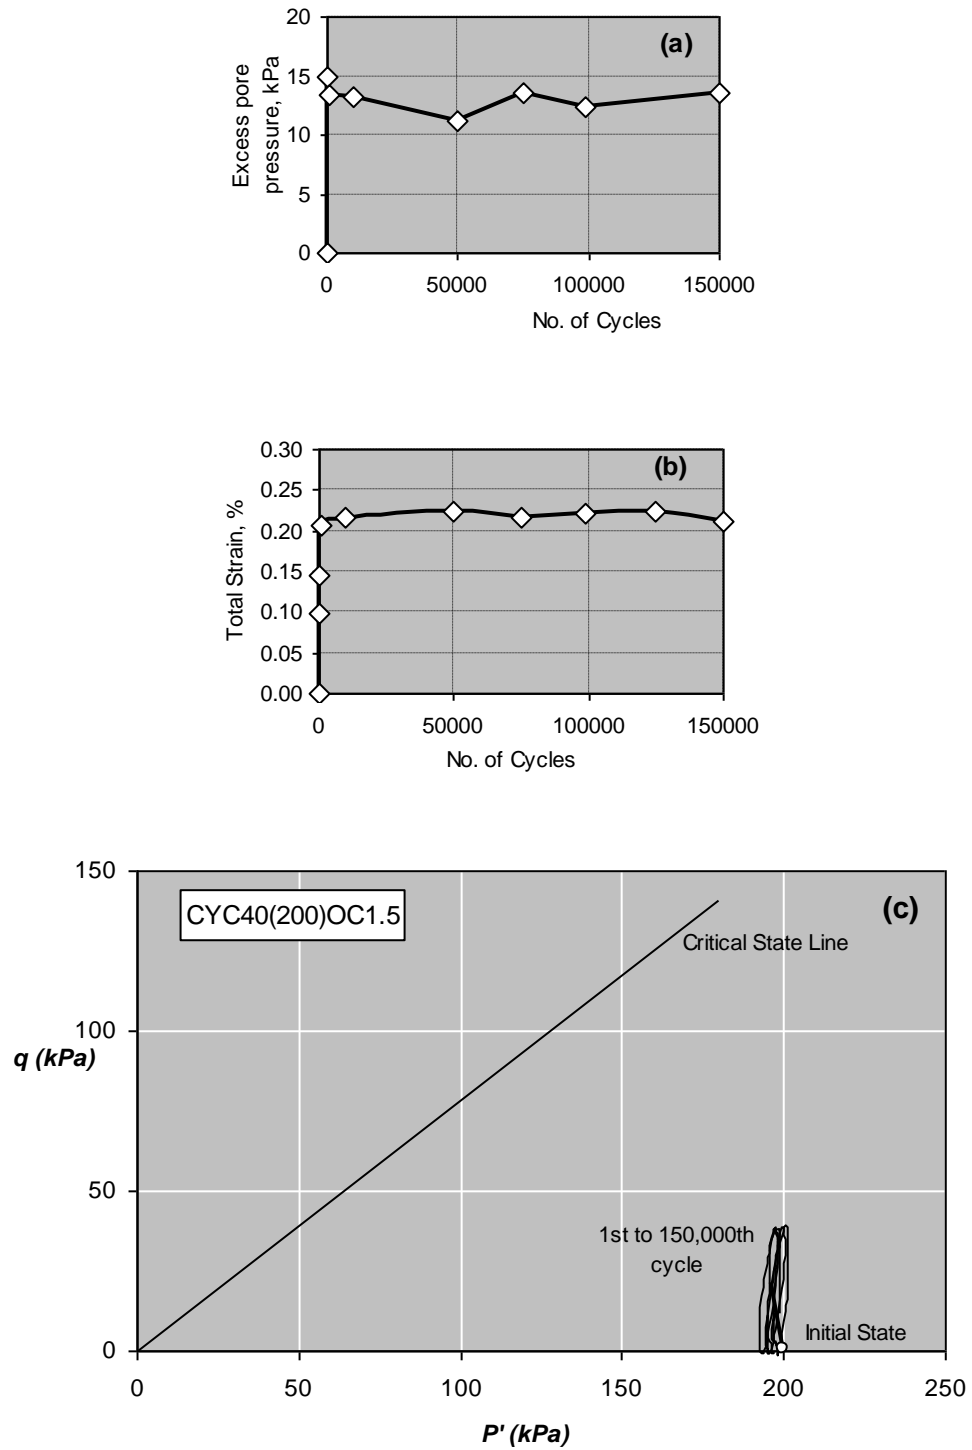 (a)
Excess pore
pressure, kPa
20
15
10
5
0
0 50000 100000 150000
No. of Cycles
(b)
Total Strain, %
0.30
0.25
0.20
0.15
0.10
0.05
0.00
0 50000 100000 150000
No. of Cycles
150
CYC40(200)OC1.5
(c)
Critical State Line
100
q (kPa)
50
1st to 150,000th
cycle
Initial State
0
0 50 100 150 200 250
P' (kPa)